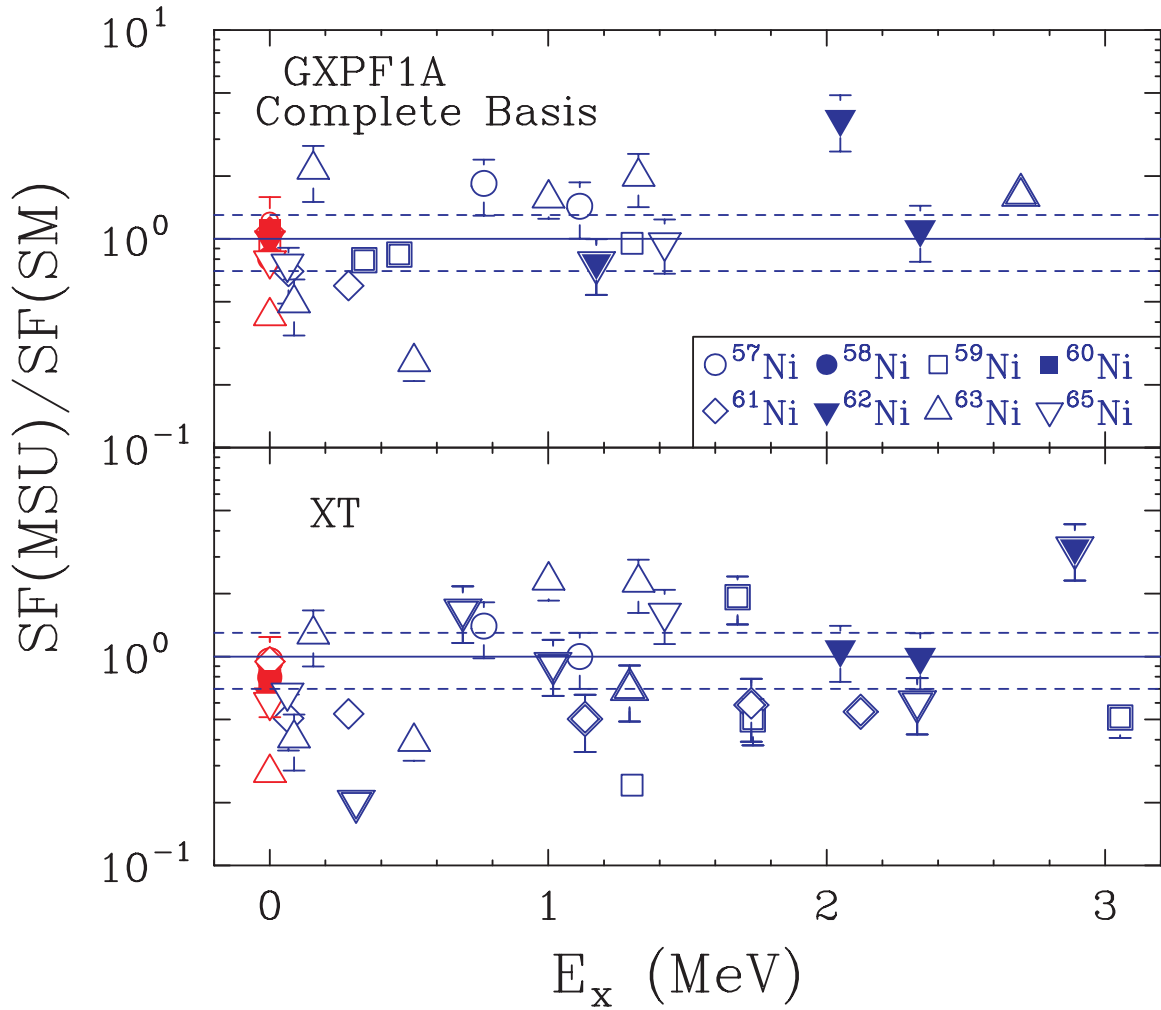 10¹
GXPF1A
Complete Basis
10⁰
⁵⁷Ni ⁵⁸Ni ⁵⁹Ni ⁶⁰Ni
⁶¹Ni ⁶²Ni ⁶³Ni ⁶⁵Ni
10⁻¹
SF(MSU)/SF(SM)
XT
10⁰
10⁻¹
0 1 2 3
Eₓ (MeV)